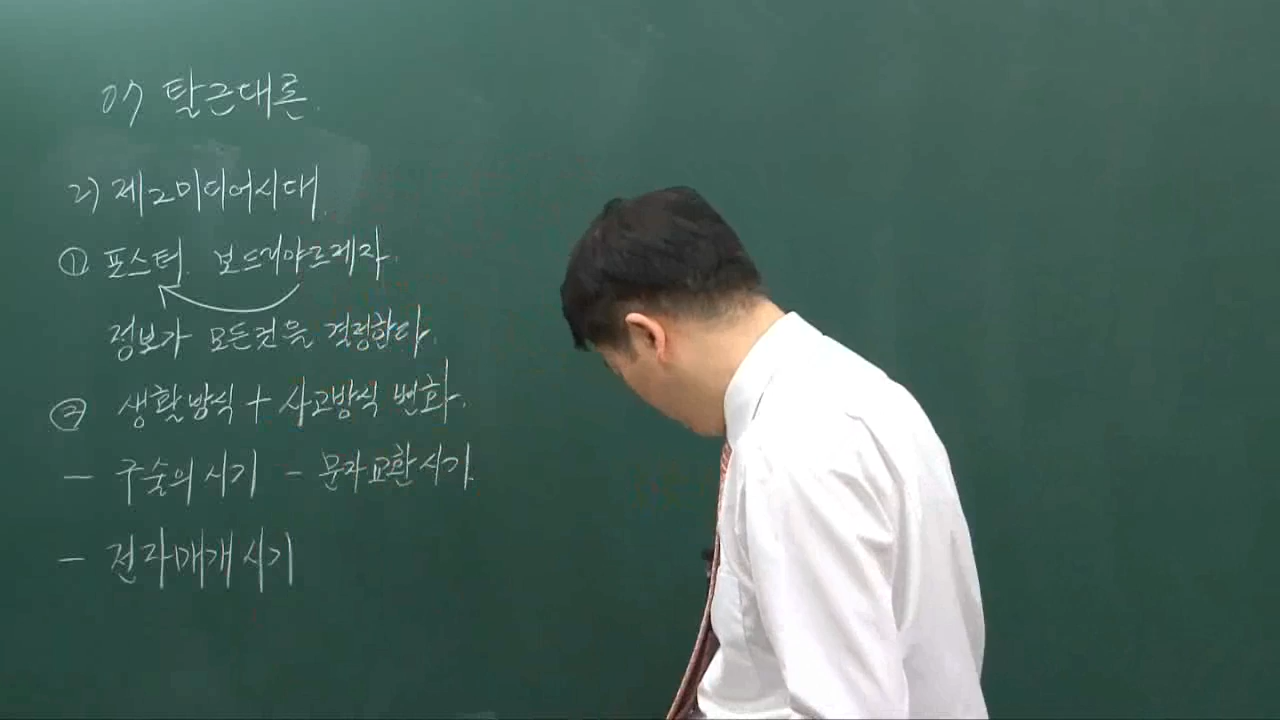 07 탈근대론.
2) 제2미디어시대.
① 포스터. 보드리야르제자.
정보가 모든것을 결정한다.
② 생활방식 + 사고방식 변화.
- 구술의 시기 - 문자교환시기.
- 전자매개시기